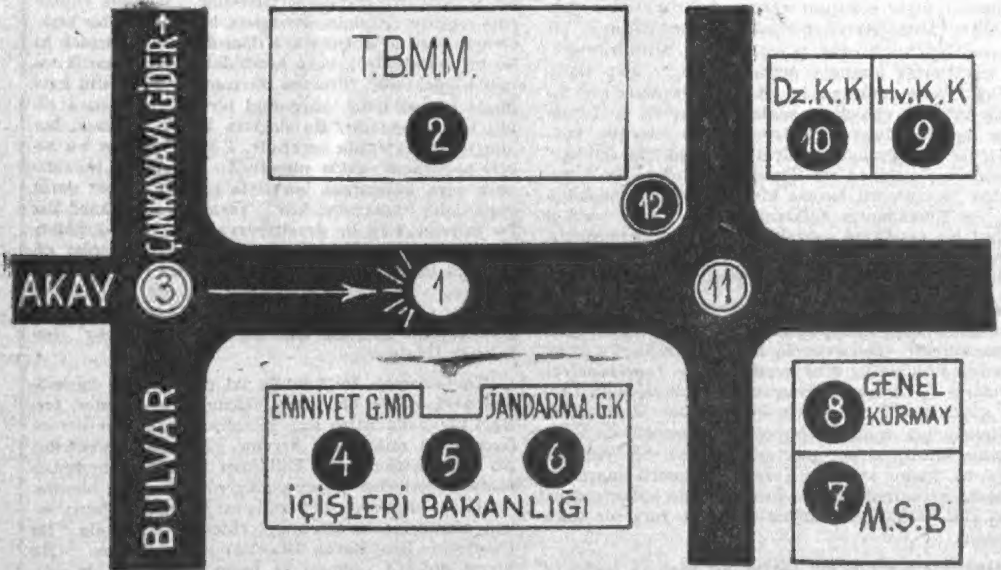 ÇANKAYAYA GİDER→
T.B.M.M.
2
Dz.K.K
10
Hv.K.K
9
12
AKAY
3
1
11
BULVAR
EMNİYET G.MD
JANDARMA.G.K
4
5
6
İÇİŞLERİ BAKANLIĞI
8
GENEL
KURMAY
7
M.S.B